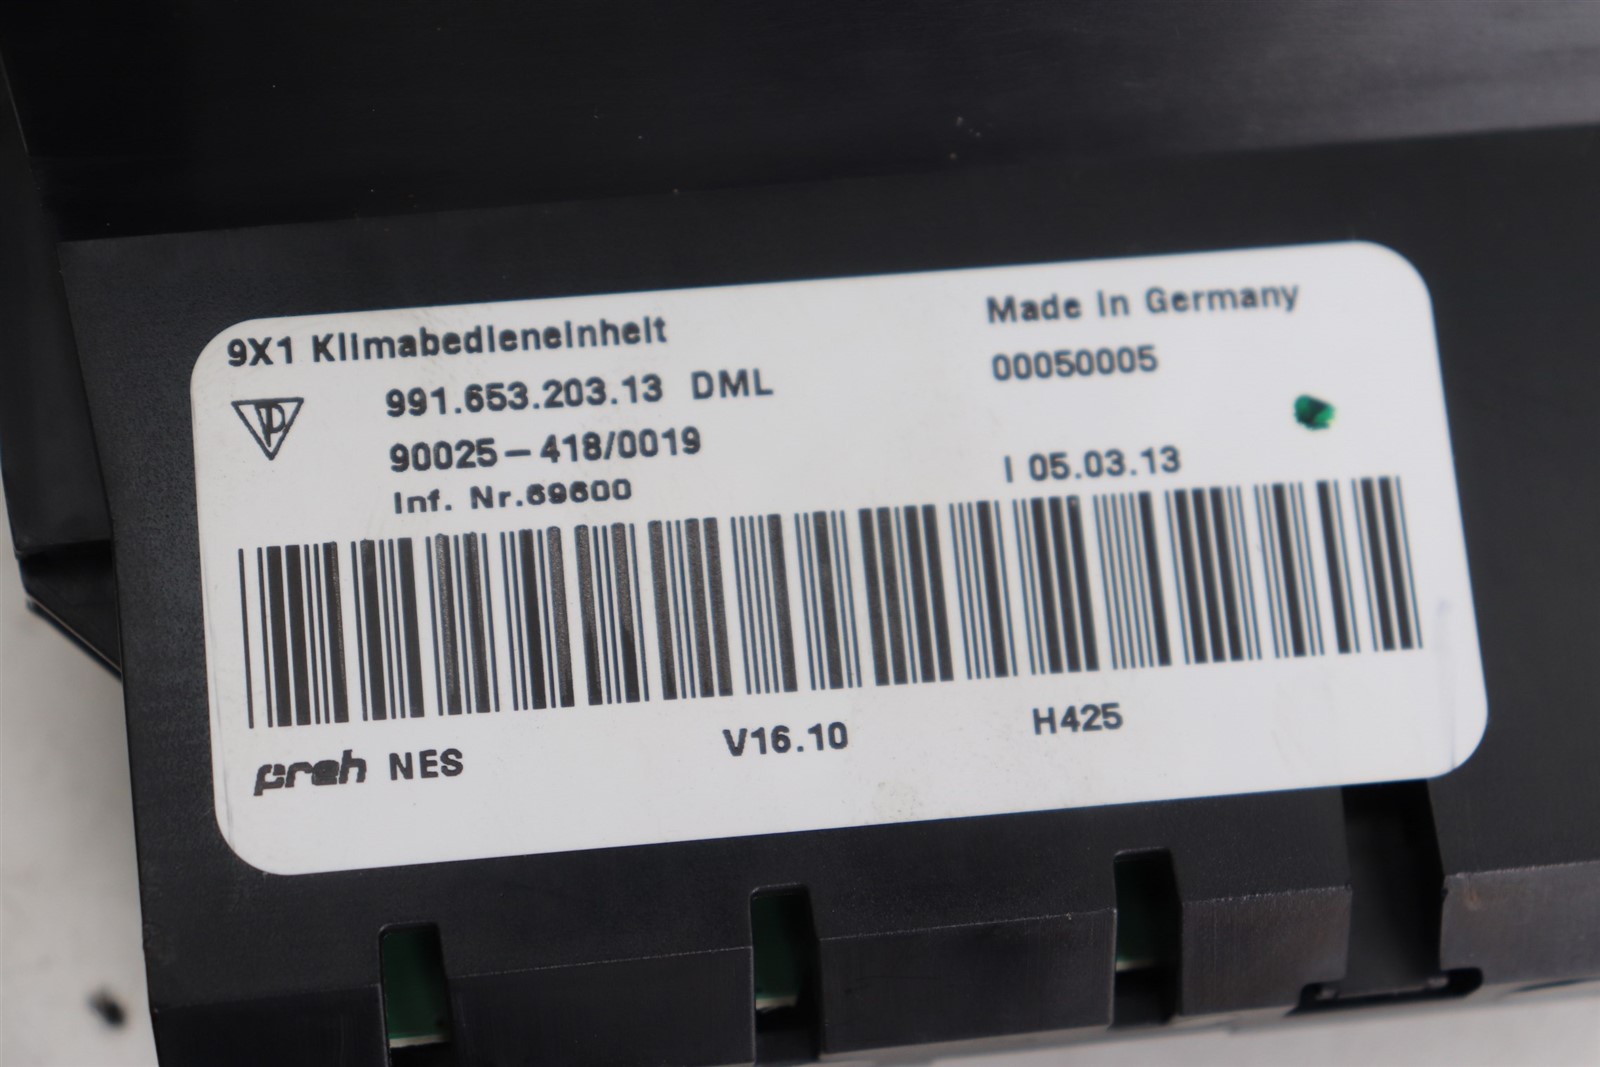 9X1 Klimabedieneinheit
Made in Germany
991.653.203.13 DML
00050005
90025-418/0019
I 05.03.13
Inf. Nr.69600
preh NES
V16.10
H425